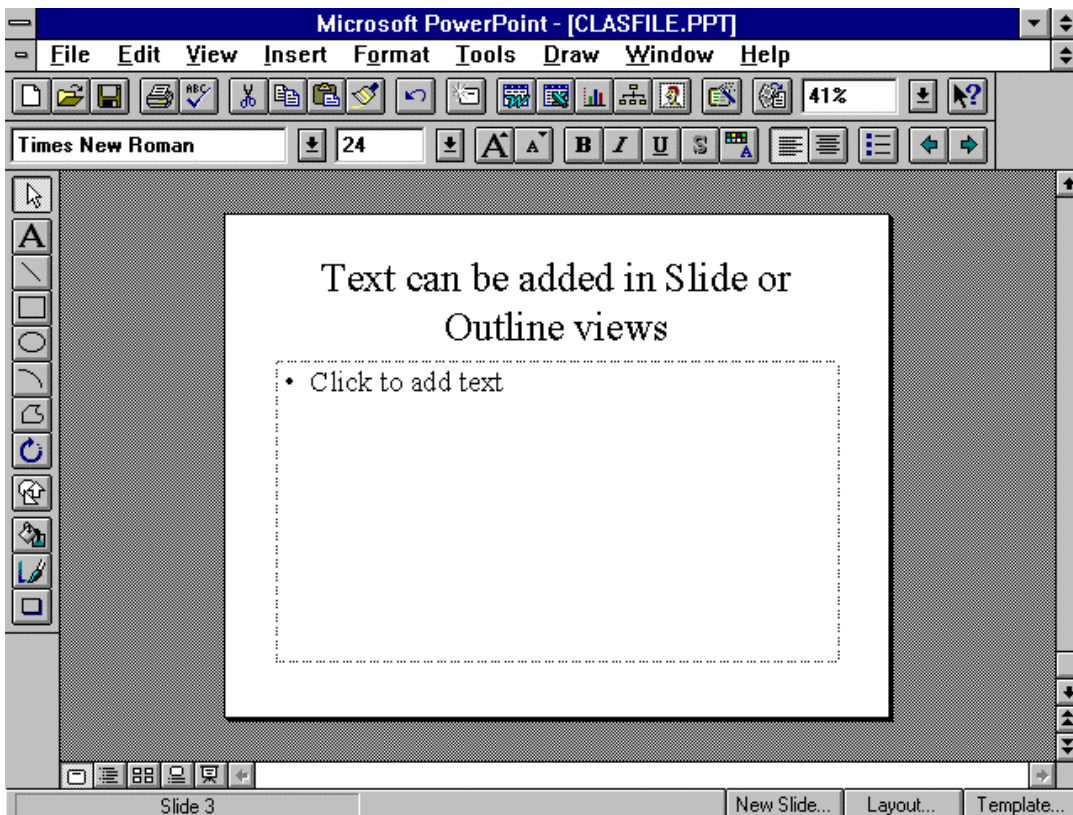 Microsoft PowerPoint - [CLASFILE.PPT]
File Edit View Insert Format Tools Draw Window Help
ABC 41% ?
Times New Roman 24 A A B I U S A
A
Text can be added in Slide or
Outline views
• Click to add text
Slide 3 New Slide... Layout... Template...